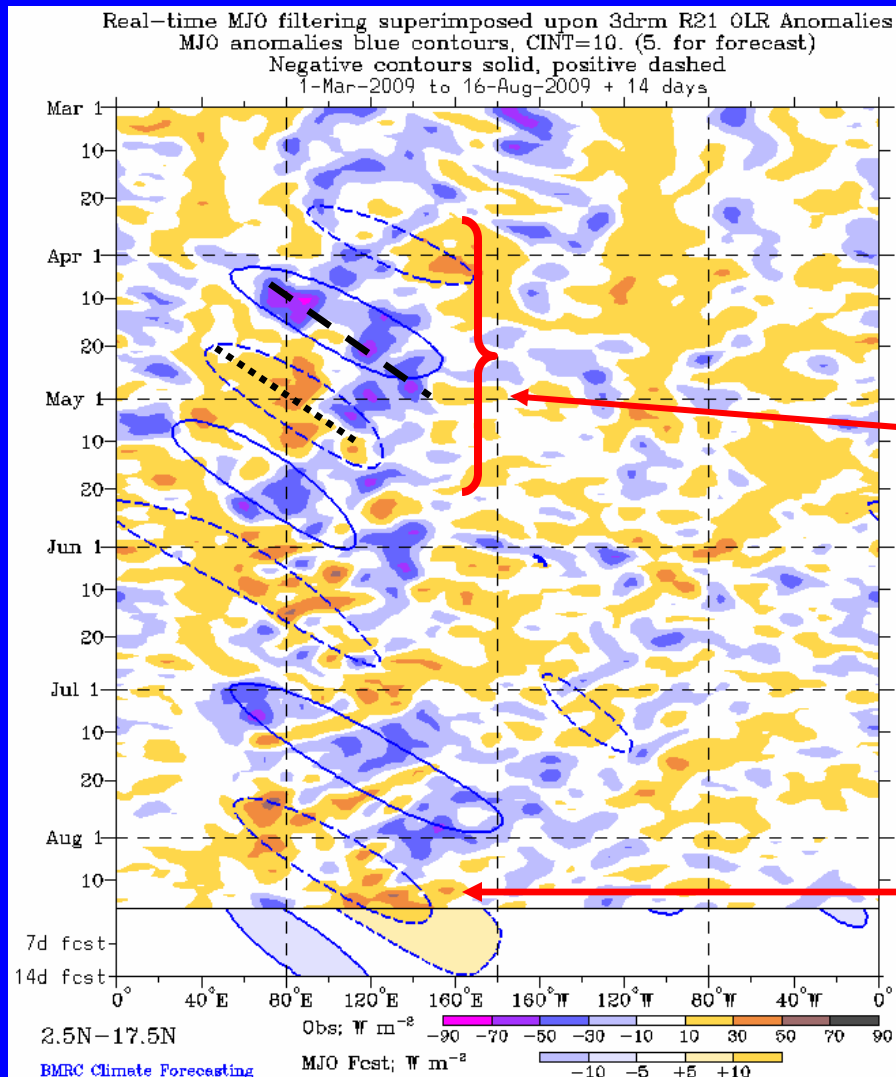 Real-time MJO filtering superimposed upon 3drm R21 OLR Anomalies
MJO anomalies blue contours, CINT=10. (5. for forecast)
Negative contours solid, positive dashed
1-Mar-2009 to 16-Aug-2009 + 14 days
Mar 1
10
20
Apr 1
10
20
May 1
10
20
Jun 1
10
20
Jul 1
10
20
Aug 1
10
7d fcst
14d fcst
0° 40°E 80°E 120°E 160°E 160°W 120°W 80°W 40°W 0°
2.5N-17.5N
Obs; W m⁻²
-90 -70 -50 -30 -10 10 30 50 70 90
BMRC Climate Forecasting
MJO Fcst; W m⁻²
-10 -5 +5 +10